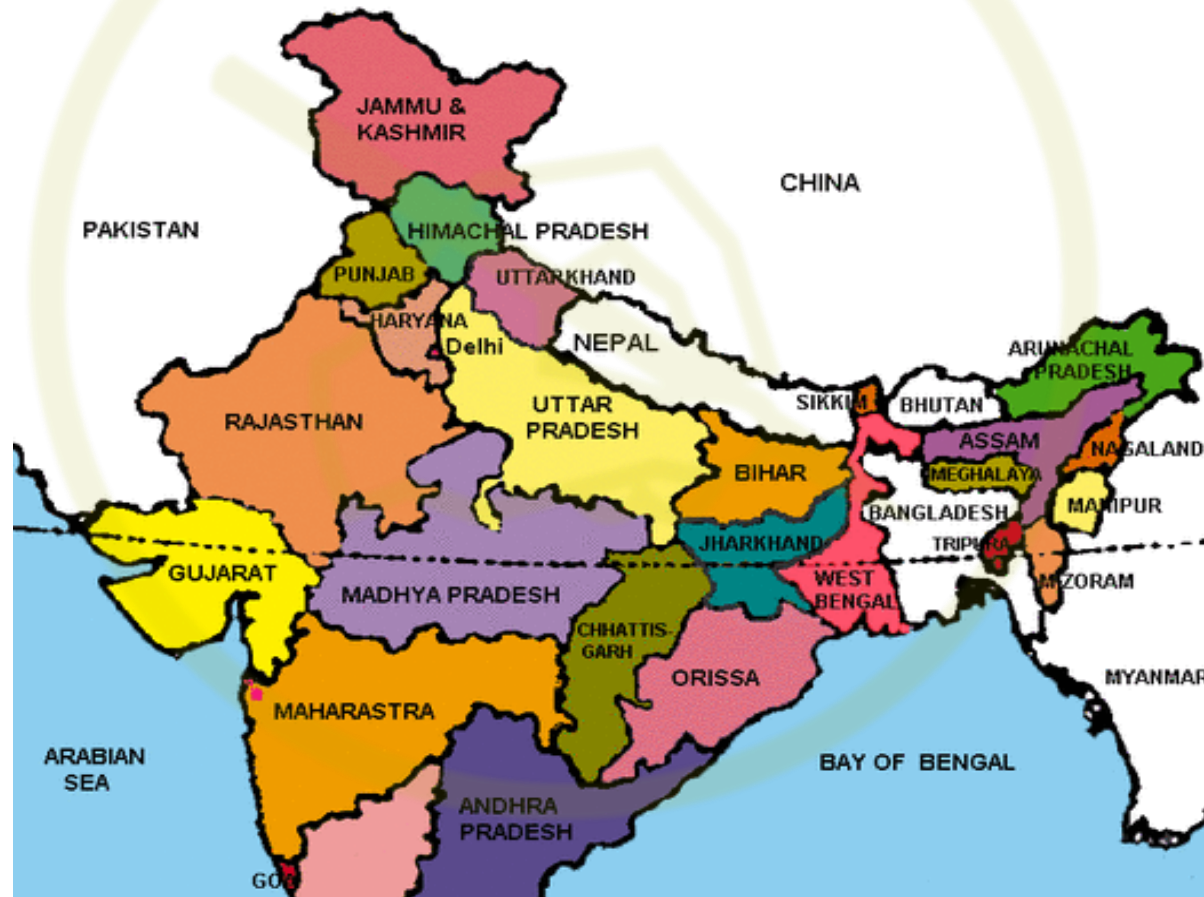 JAMMU &
KASHMIR
CHINA
PAKISTAN
HIMACHAL PRADESH
PUNJAB
UTTARKHAND
HARYANA
Delhi
NEPAL
ARUNACHAL
PRADESH
SIKKIM
BHUTAN
RAJASTHAN
UTTAR
PRADESH
ASSAM
NAGALAND
BIHAR
MEGHALAYA
MANIPUR
BANGLADESH
JHARKHAND
TRIPURA
GUJARAT
MADHYA PRADESH
WEST
BENGAL
MIZORAM
CHHATTIS-
GARH
ORISSA
MYANMAR
MAHARASTRA
ARABIAN
SEA
BAY OF BENGAL
ANDHRA
PRADESH
GOA